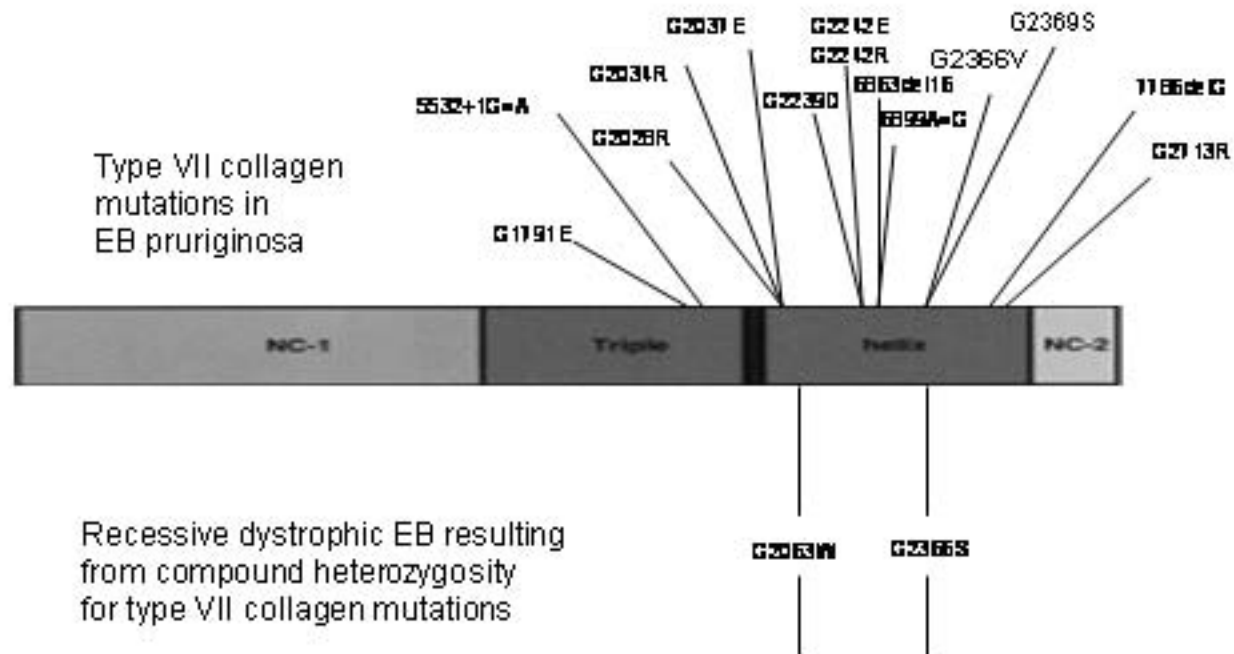 G2369S
G2037E
G2242E
G2242R
G2366V
G2034R
6863del16
G2239D
7786delG
5532+1G>A
6899A>G
G2028R
G2713R
Type VII collagen
mutations in
EB pruriginosa
G1791E
NC-1
Triple
helix
NC-2
Recessive dystrophic EB resulting
from compound heterozygosity
for type VII collagen mutations
G2366S